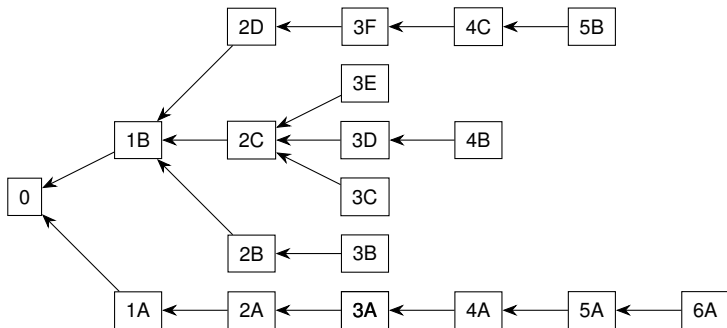 2D 3F 4C 5B
3E
1B 2C 3D 4B
0 3C
2B 3B
1A 2A 3A 4A 5A 6A